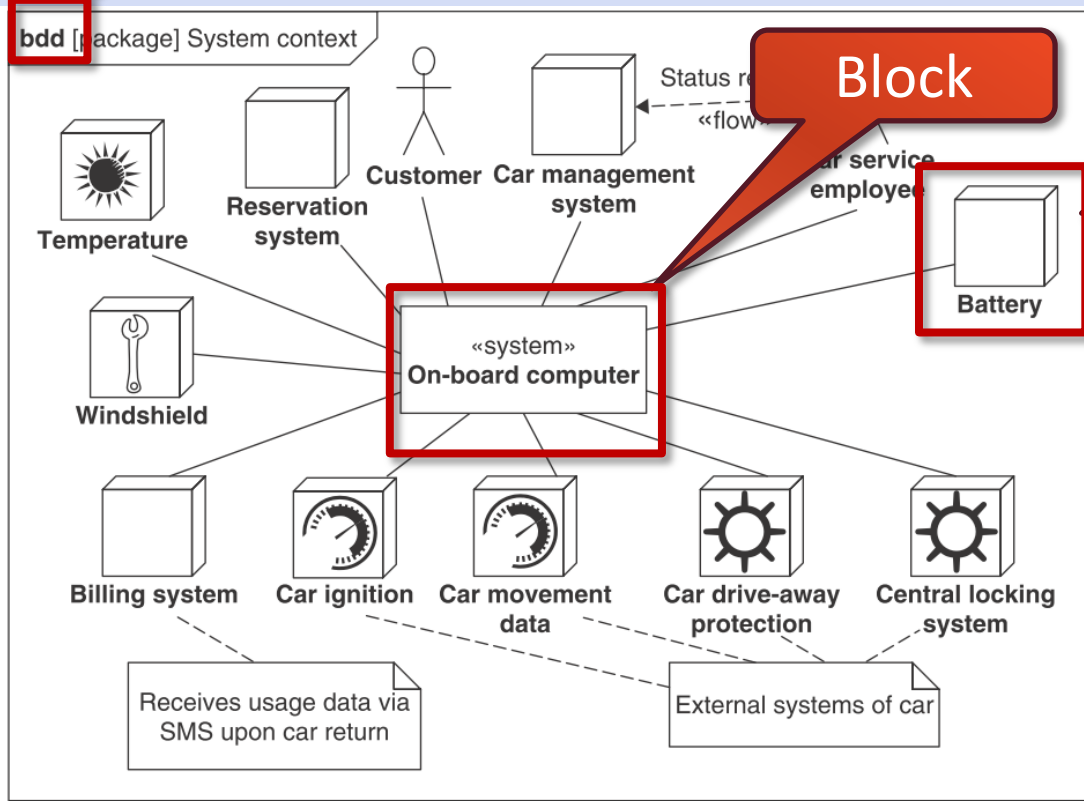 bdd [package] System context
Block
Status
«flow»
Customer
Car management
system
service
employee
Reservation
system
Temperature
Battery
«system»
On-board computer
Windshield
Billing system
Car ignition
Car movement
data
Car drive-away
protection
Central locking
system
Receives usage data via
SMS upon car return
External systems of car